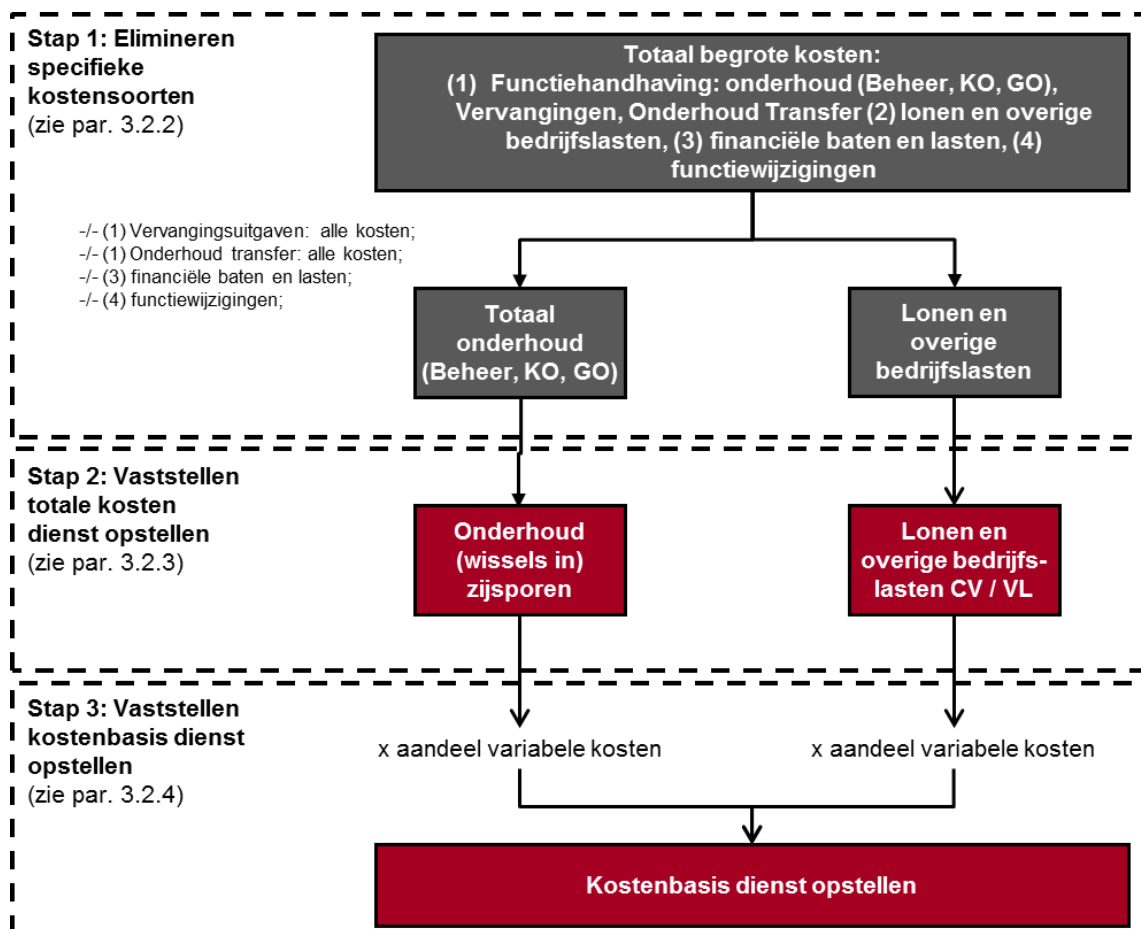 Stap 1: Elimineren
specifieke
kostensoorten
(zie par. 3.2.2)
Totaal begrote kosten:
(1) Functiehandhaving: onderhoud (Beheer, KO, GO),
Vervangingen, Onderhoud Transfer (2) lonen en overige
bedrijfslasten, (3) financiële baten en lasten, (4)
functiewijzigingen
-/- (1) Vervangingsuitgaven: alle kosten;
-/- (1) Onderhoud transfer: alle kosten;
-/- (3) financiële baten en lasten;
-/- (4) functiewijzigingen;
Totaal
onderhoud
(Beheer, KO, GO)
Lonen en
overige
bedrijfslasten
Stap 2: Vaststellen
totale kosten
dienst opstellen
(zie par. 3.2.3)
Onderhoud
(wissels in)
zijsporen
Lonen en
overige bedrijfs-
lasten CV / VL
Stap 3: Vaststellen
kostenbasis dienst
opstellen
(zie par. 3.2.4)
x aandeel variabele kosten
x aandeel variabele kosten
Kostenbasis dienst opstellen